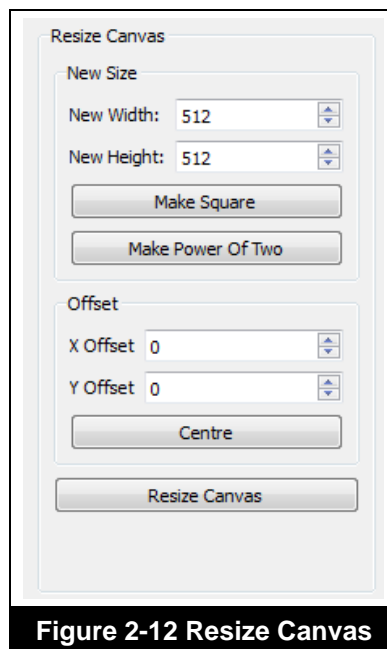 Resize Canvas
New Size
New Width: 512
New Height: 512
Make Square
Make Power Of Two
Offset
X Offset 0
Y Offset 0
Centre
Resize Canvas
Figure 2-12 Resize Canvas